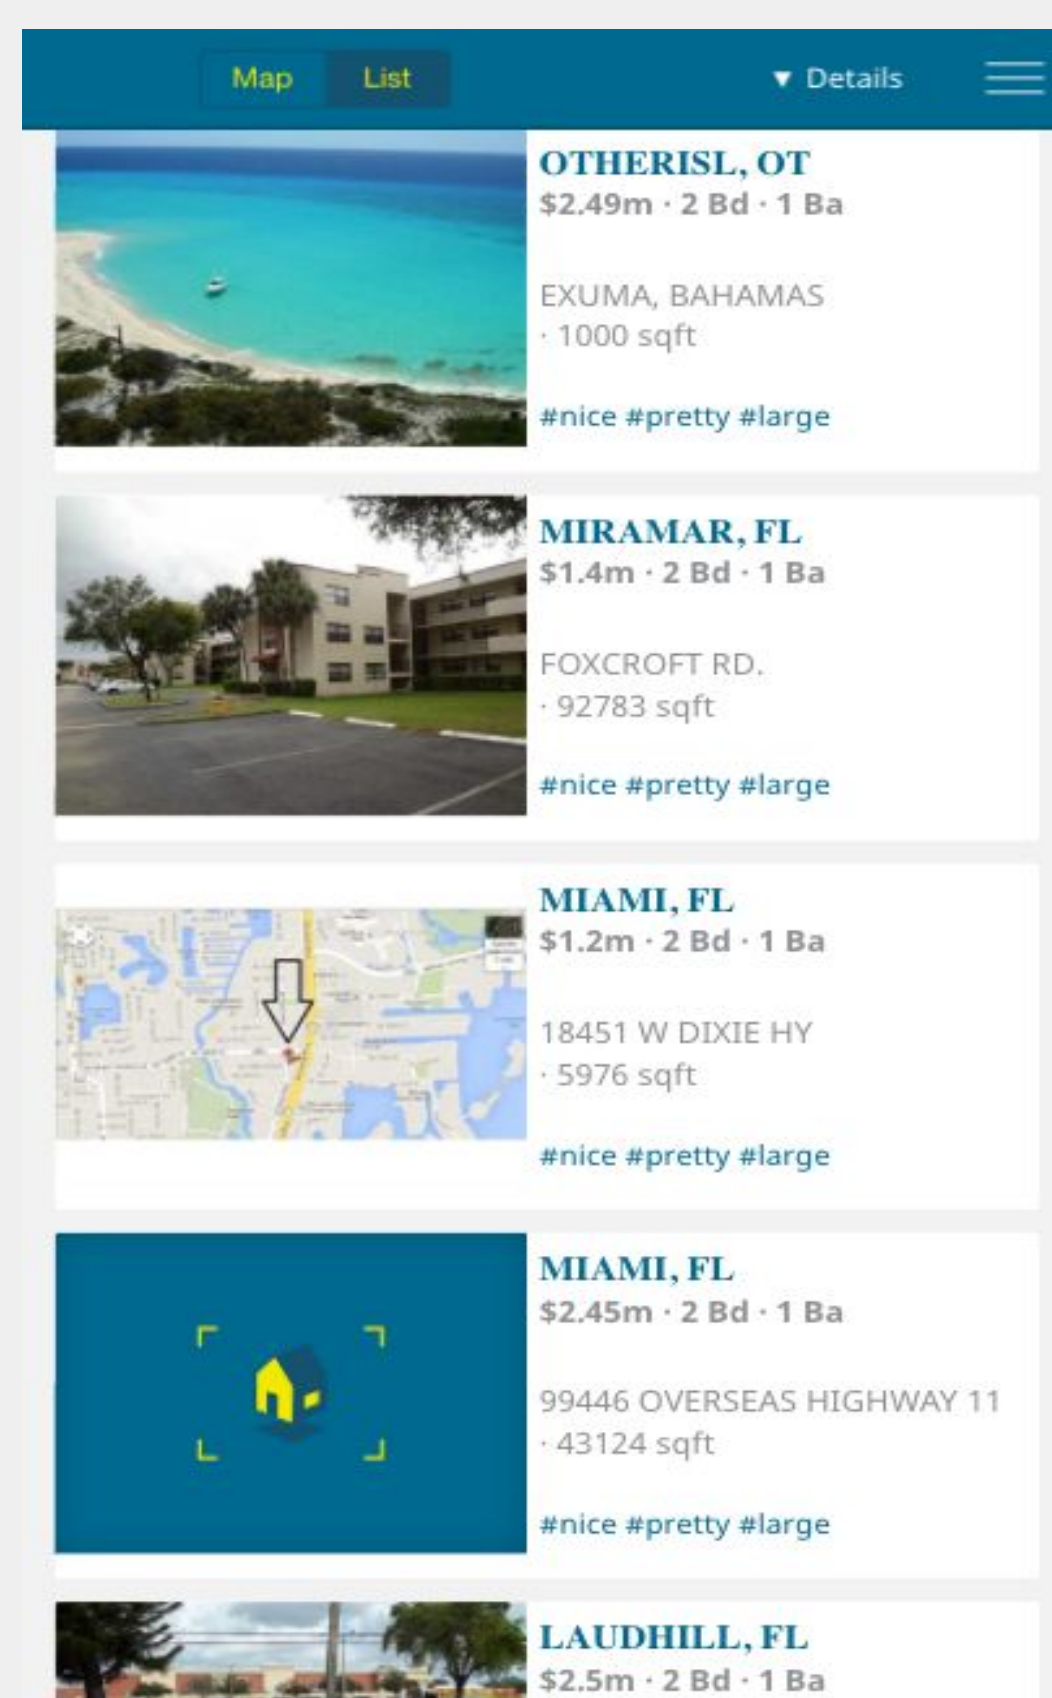 Map List ▼ Details
OTHERISL, OT
$2.49m · 2 Bd · 1 Ba
EXUMA, BAHAMAS
· 1000 sqft
#nice #pretty #large
MIRAMAR, FL
$1.4m · 2 Bd · 1 Ba
FOXCROFT RD.
· 92783 sqft
#nice #pretty #large
MIAMI, FL
$1.2m · 2 Bd · 1 Ba
18451 W DIXIE HY
· 5976 sqft
#nice #pretty #large
MIAMI, FL
$2.45m · 2 Bd · 1 Ba
99446 OVERSEAS HIGHWAY 11
· 43124 sqft
#nice #pretty #large
LAUDHILL, FL
$2.5m · 2 Bd · 1 Ba